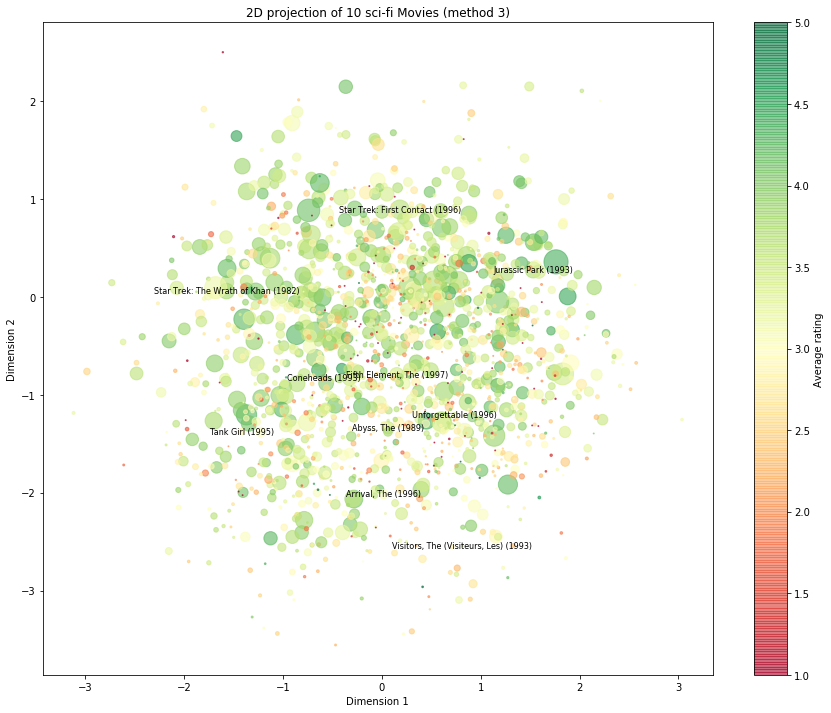 2D projection of 10 sci-fi Movies (method 3)
5.0
2
4.5
4.0
1
Star Trek: First Contact (1996)
3.5
Jurassic Park (1993)
0
Star Trek: The Wrath of Khan (1982)
Dimension 2
3.0
Average rating
−1
Fifth Element, The (1997)
Coneheads (1993)
2.5
Unforgettable (1996)
Abyss, The (1989)
Tank Girl (1995)
−2
Arrival, The (1996)
2.0
Visitors, The (Visiteurs, Les) (1993)
−3
1.5
1.0
−3 −2 −1 0 1 2 3
Dimension 1